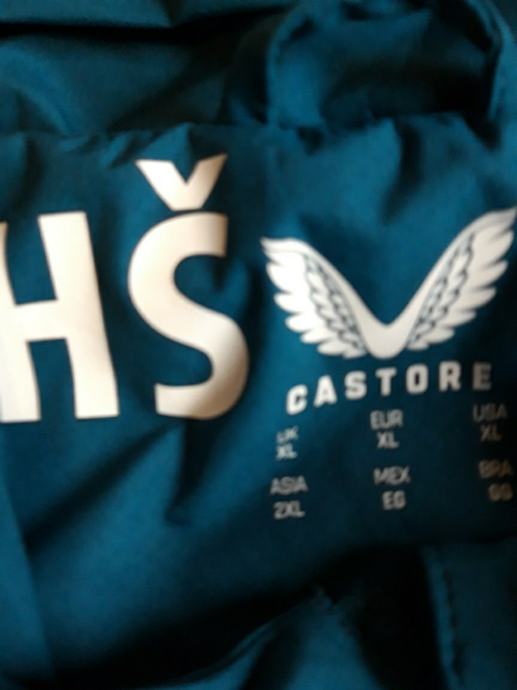 HŠ
CASTORE
UK EUR USA
XL XL XL
ASIA MEX BRA
2XL EG GG